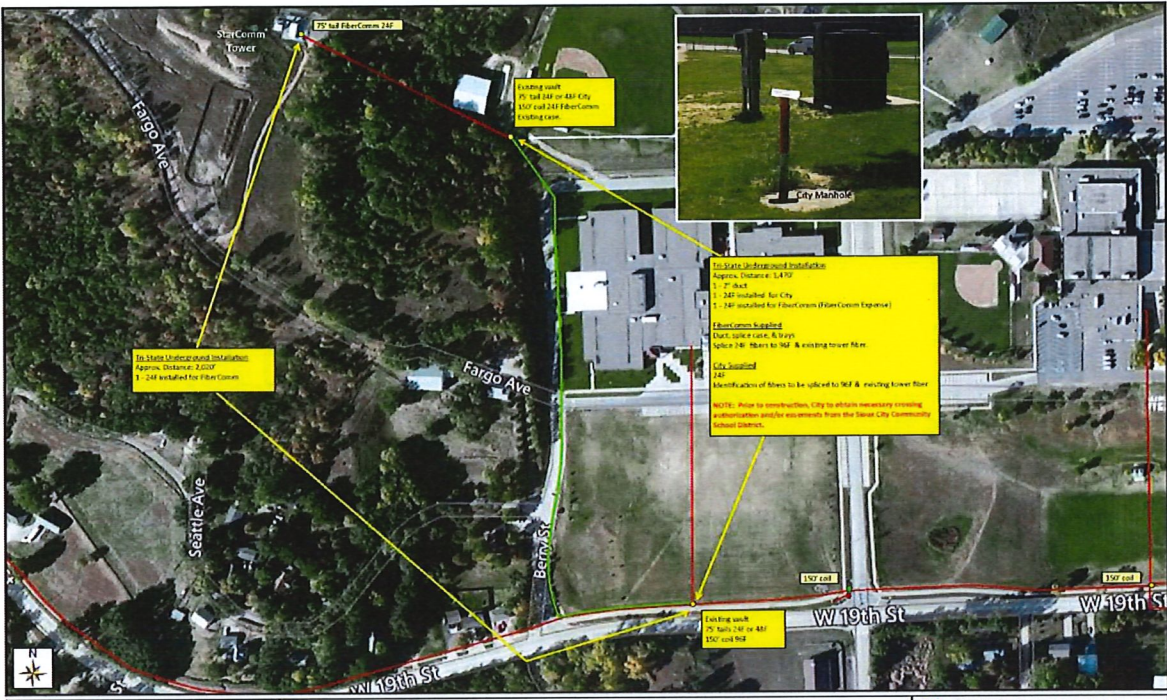 StarComm
Tower
75' tail FiberComm 24F
Existing vault
75' tail 24F or 48F City
150' coil 24F FiberComm
Existing case.
City Manhole
Fargo Ave
Tri-State Underground Installation
Approx. Distance: 1,470'
1 - 2" duct
1 - 24F installed for City
1 - 24F installed for FiberComm (FiberComm Expense)
FiberComm Supplied
Duct, splice case, & trays
Splice 24F fibers to 96F & existing tower fiber.
City Supplied
24F
Identification of fibers to be spliced to 96F & existing tower fiber
NOTE: Prior to construction, City to obtain necessary crossing
authorization and/or easements from the Sioux City Community
School District.
Tri-State Underground Installation
Approx. Distance: 2,020'
1 - 24F installed for FiberComm
Fargo Ave
Seattle Ave
Berry St
150' coil
150' coil
W 19th St
W 19th St
Existing vault
75' tails 24F or 48F
150' coil 96F
W 19th St
N